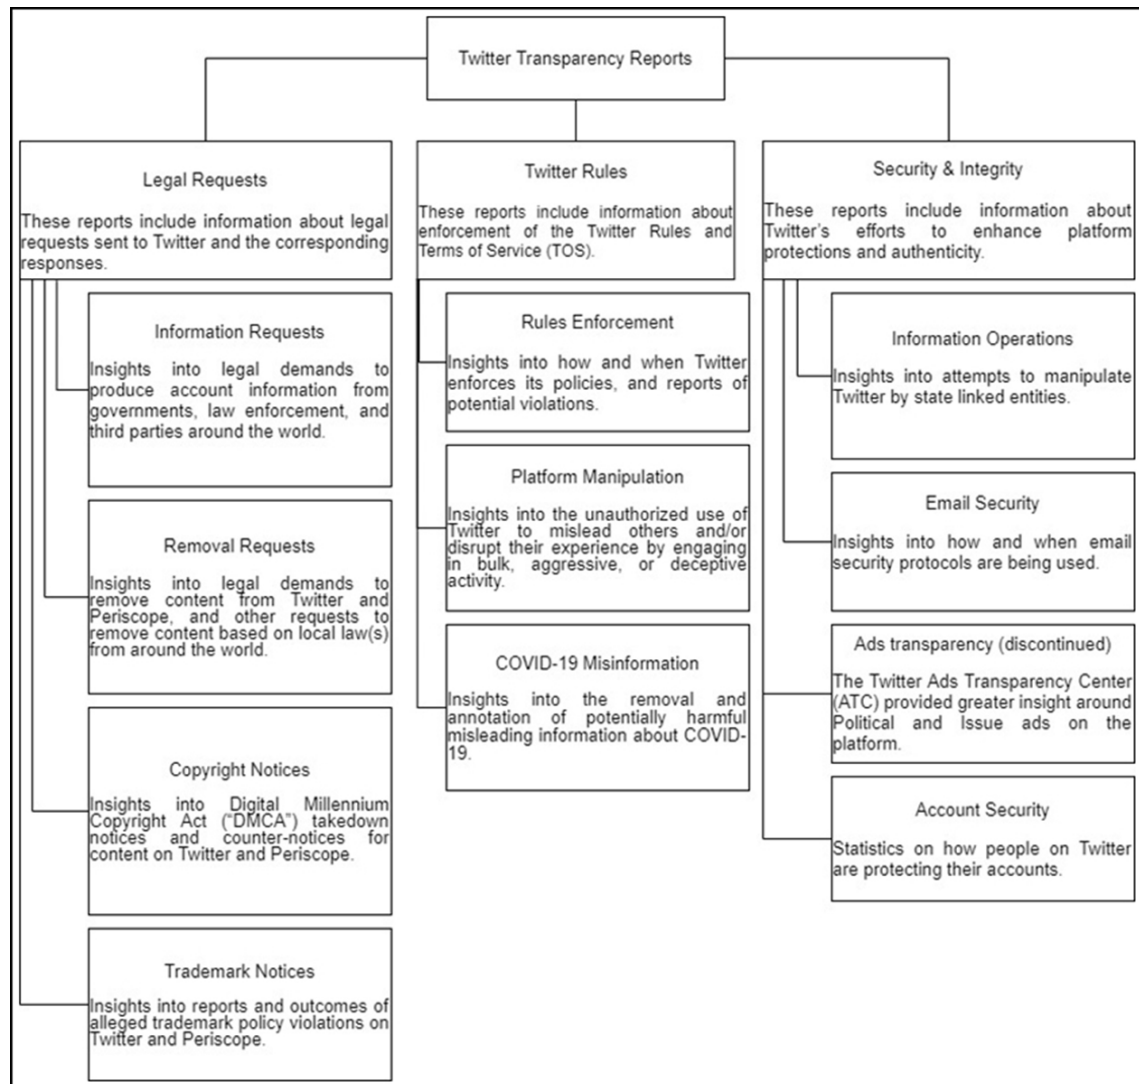 Twitter Transparency Reports
Legal Requests
These reports include information about legal
requests sent to Twitter and the corresponding
responses.
Information Requests
Insights into legal demands to
produce account information from
governments, law enforcement, and
third parties around the world.
Removal Requests
Insights into legal demands to
remove content from Twitter and
Periscope, and other requests to
remove content based on local law(s)
from around the world.
Copyright Notices
Insights into Digital Millennium
Copyright Act (“DMCA”) takedown
notices and counter-notices for
content on Twitter and Periscope.
Trademark Notices
Insights into reports and outcomes of
alleged trademark policy violations on
Twitter and Periscope.
Twitter Rules
These reports include information about
enforcement of the Twitter Rules and
Terms of Service (TOS).
Rules Enforcement
Insights into how and when Twitter
enforces its policies, and reports of
potential violations.
Platform Manipulation
Insights into the unauthorized use of
Twitter to mislead others and/or
disrupt their experience by engaging
in bulk, aggressive, or deceptive
activity.
COVID-19 Misinformation
Insights into the removal and
annotation of potentially harmful
misleading information about COVID-
19.
Security & Integrity
These reports include information about
Twitter’s efforts to enhance platform
protections and authenticity.
Information Operations
Insights into attempts to manipulate
Twitter by state linked entities.
Email Security
Insights into how and when email
security protocols are being used.
Ads transparency (discontinued)
The Twitter Ads Transparency Center
(ATC) provided greater insight around
Political and Issue ads on the
platform.
Account Security
Statistics on how people on Twitter
are protecting their accounts.